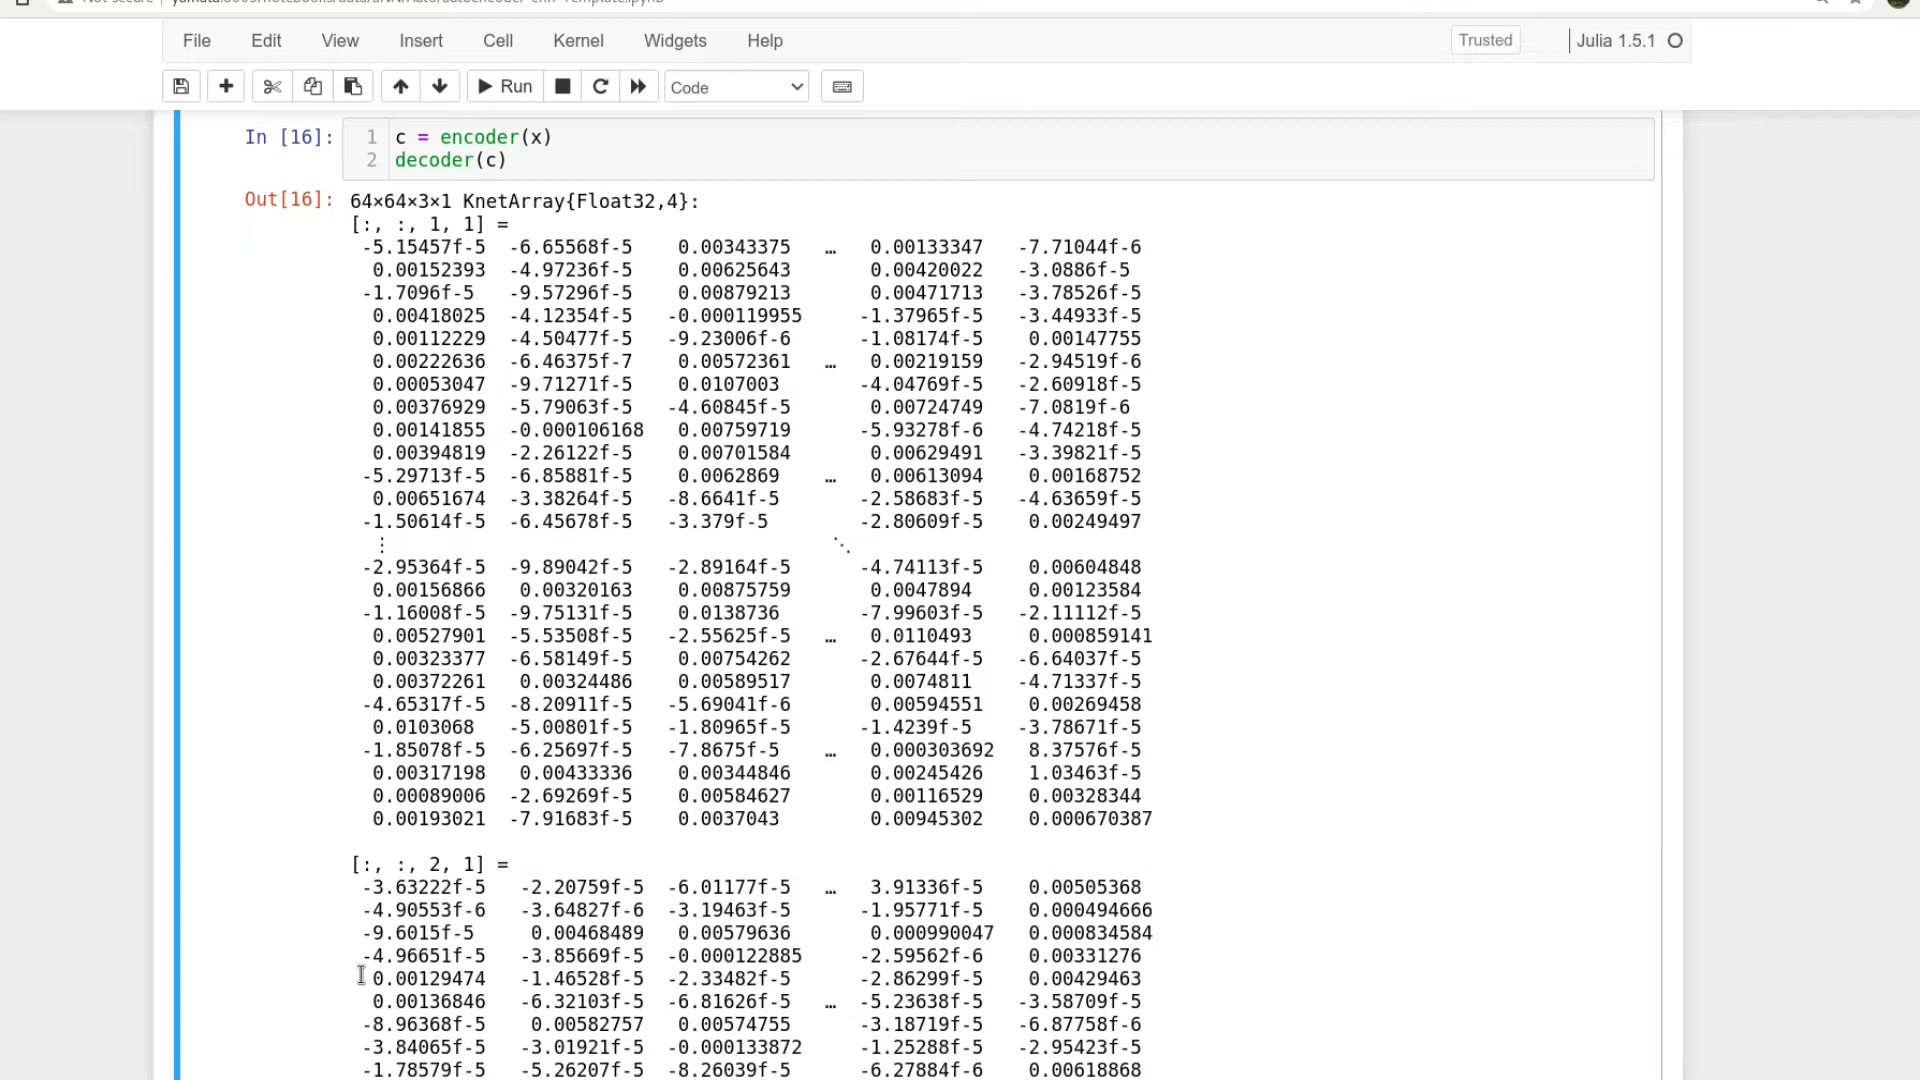 File Edit View Insert Cell Kernel Widgets Help Trusted Julia 1.5.1
Run Code
In [16]: 1 c = encoder(x)
2 decoder(c)
Out[16]: 64×64×3×1 KnetArray{Float32,4}:
[:, :, 1, 1] =
-5.15457f-5 -6.65568f-5 0.00343375 … 0.00133347 -7.71044f-6
0.00152393 -4.97236f-5 0.00625643 0.00420022 -3.0886f-5
-1.7096f-5 -9.57296f-5 0.00879213 0.00471713 -3.78526f-5
0.00418025 -4.12354f-5 -0.000119955 -1.37965f-5 -3.44933f-5
0.00112229 -4.50477f-5 -9.23006f-6 -1.08174f-5 0.00147755
0.00222636 -6.46375f-7 0.00572361 … 0.00219159 -2.94519f-6
0.00053047 -9.71271f-5 0.0107003 -4.04769f-5 -2.60918f-5
0.00376929 -5.79063f-5 -4.60845f-5 0.00724749 -7.0819f-6
0.00141855 -0.000106168 0.00759719 -5.93278f-6 -4.74218f-5
0.00394819 -2.26122f-5 0.00701584 0.00629491 -3.39821f-5
-5.29713f-5 -6.85881f-5 0.0062869 … 0.00613094 0.00168752
0.00651674 -3.38264f-5 -8.6641f-5 -2.58683f-5 -4.63659f-5
-1.50614f-5 -6.45678f-5 -3.379f-5 -2.80609f-5 0.00249497
⋮ ⋱
-2.95364f-5 -9.89042f-5 -2.89164f-5 -4.74113f-5 0.00604848
0.00156866 0.00320163 0.00875759 0.0047894 0.00123584
-1.16008f-5 -9.75131f-5 0.0138736 -7.99603f-5 -2.11112f-5
0.00527901 -5.53508f-5 -2.55625f-5 … 0.0110493 0.000859141
0.00323377 -6.58149f-5 0.00754262 -2.67644f-5 -6.64037f-5
0.00372261 0.00324486 0.00589517 0.0074811 -4.71337f-5
-4.65317f-5 -8.20911f-5 -5.69041f-6 0.00594551 0.00269458
0.0103068 -5.00801f-5 -1.80965f-5 -1.4239f-5 -3.78671f-5
-1.85078f-5 -6.25697f-5 -7.8675f-5 … 0.000303692 8.37576f-5
0.00317198 0.00433336 0.00344846 0.00245426 1.03463f-5
0.00089006 -2.69269f-5 0.00584627 0.00116529 0.00328344
0.00193021 -7.91683f-5 0.0037043 0.00945302 0.000670387
[:, :, 2, 1] =
-3.63222f-5 -2.20759f-5 -6.01177f-5 … 3.91336f-5 0.00505368
-4.90553f-6 -3.64827f-6 -3.19463f-5 -1.95771f-5 0.000494666
-9.6015f-5 0.00468489 0.00579636 0.000990047 0.000834584
-4.96651f-5 -3.85669f-5 -0.000122885 -2.59562f-6 0.00331276
0.00129474 -1.46528f-5 -2.33482f-5 -2.86299f-5 0.00429463
0.00136846 -6.32103f-5 -6.81626f-5 … -5.23638f-5 -3.58709f-5
-8.96368f-5 0.00582757 0.00574755 -3.18719f-5 -6.87758f-6
-3.84065f-5 -3.01921f-5 -0.000133872 -1.25288f-5 -2.95423f-5
-1.78579f-5 -5.26207f-5 -8.26039f-5 -6.27884f-6 0.00618868